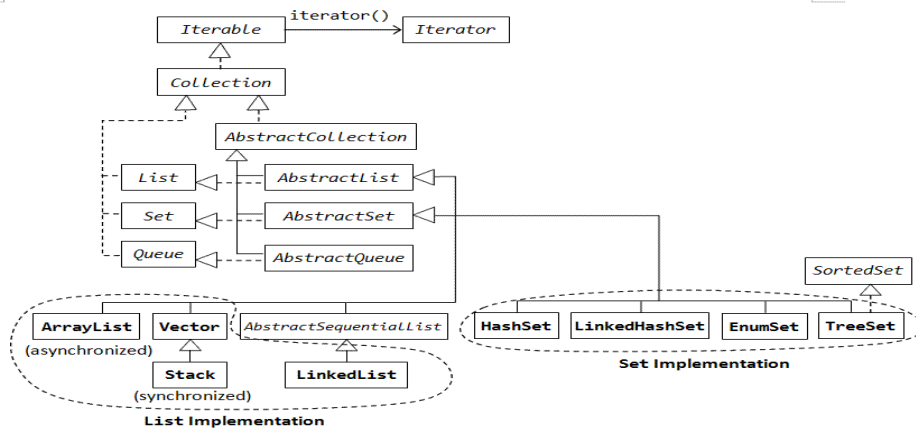 iterator()
Iterable
Iterator
Collection
AbstractCollection
List
AbstractList
Set
AbstractSet
Queue
AbstractQueue
SortedSet
ArrayList
Vector
AbstractSequentialList
HashSet
LinkedHashSet
EnumSet
TreeSet
(asynchronized)
Set Implementation
Stack
LinkedList
(synchronized)
List Implementation